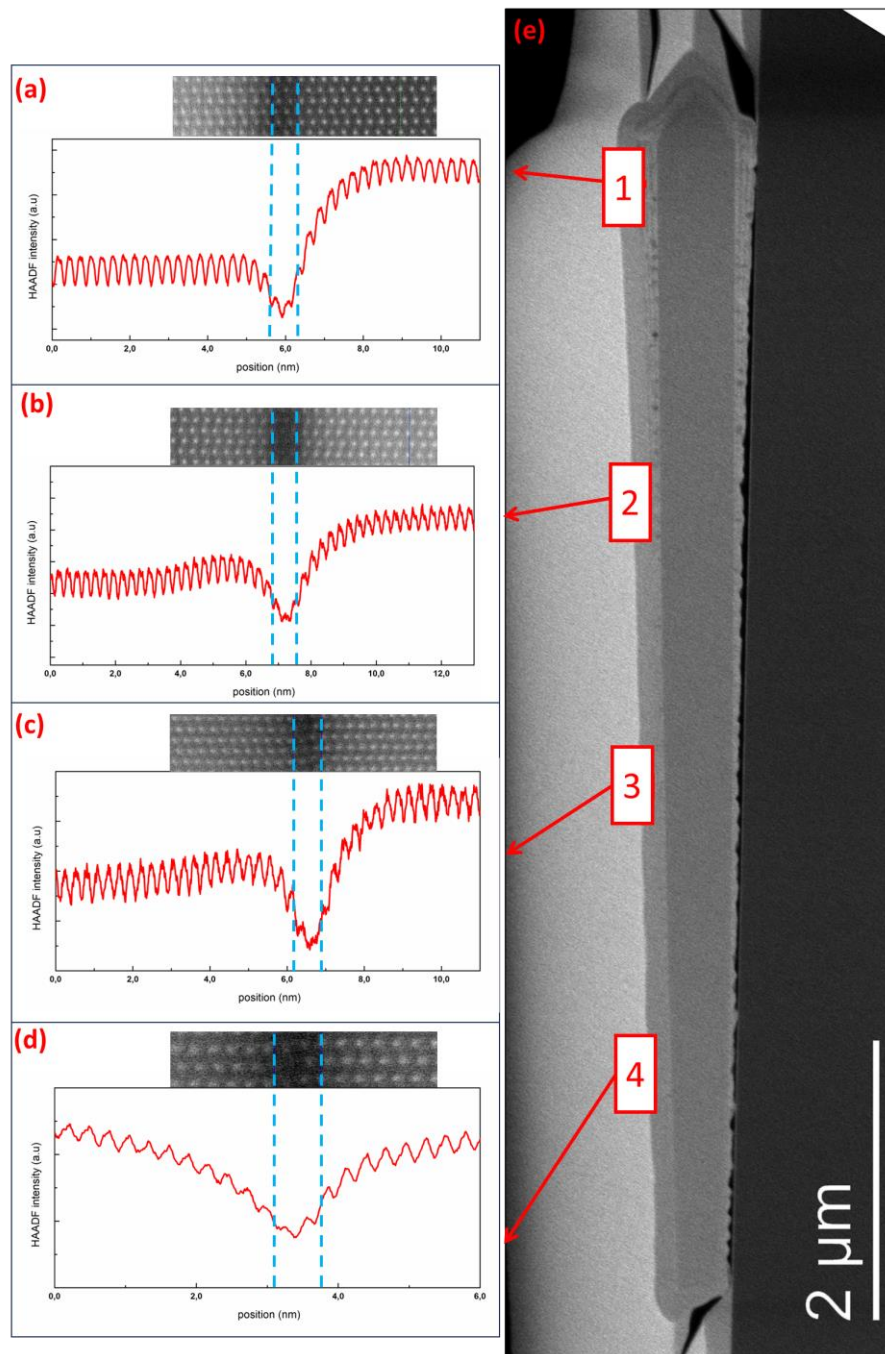 (a)
HAADF intensity (a.u)
0,0 2,0 4,0 6,0 8,0 10,0
position (nm)
(b)
HAADF intensity (a.u)
0,0 2,0 4,0 6,0 8,0 10,0 12,0
position (nm)
(c)
HAADF intensity (a.u)
0,0 2,0 4,0 6,0 8,0 10,0
position (nm)
(d)
HAADF intensity (a.u)
0,0 2,0 4,0 6,0
position (nm)
(e)
1
2
3
4
2 μm